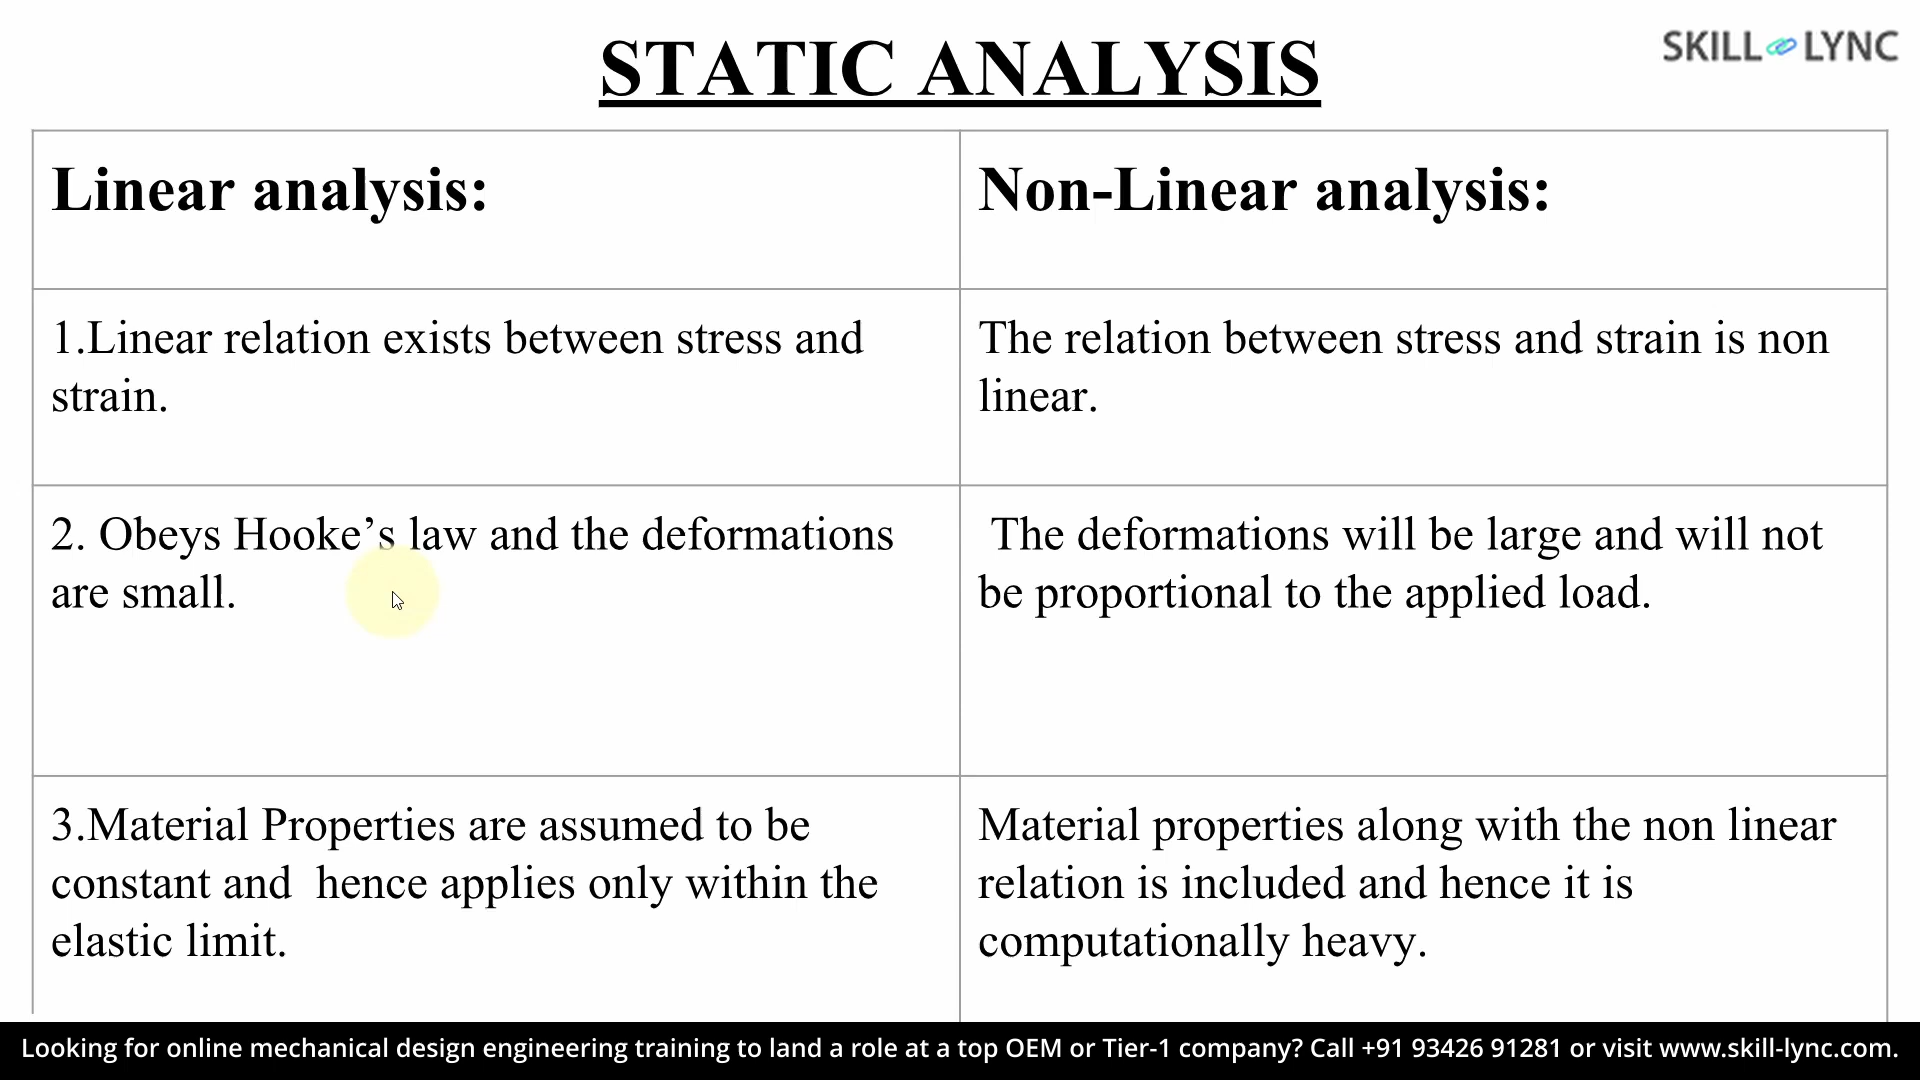 STATIC ANALYSIS
SKILL LYNC
Linear analysis:
Non-Linear analysis:
1.Linear relation exists between stress and
strain.
The relation between stress and strain is non
linear.
2. Obeys Hooke’s law and the deformations
are small.
The deformations will be large and will not
be proportional to the applied load.
3.Material Properties are assumed to be
constant and  hence applies only within the
elastic limit.
Material properties along with the non linear
relation is included and hence it is
computationally heavy.
Looking for online mechanical design engineering training to land a role at a top OEM or Tier-1 company? Call +91 93426 91281 or visit www.skill-lync.com.